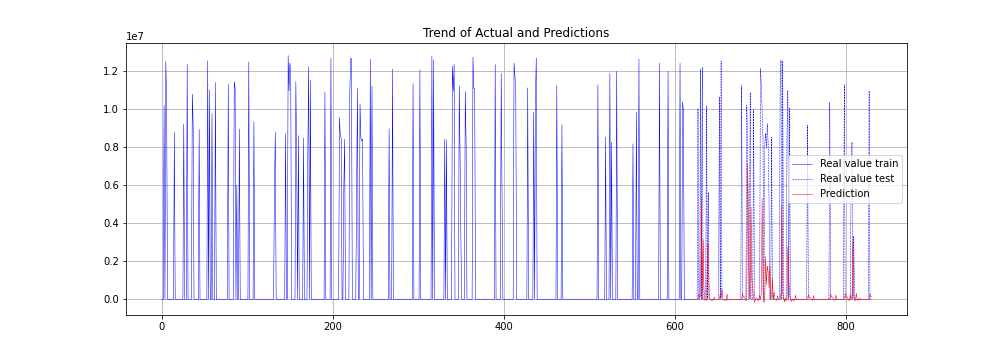 Trend of Actual and Predictions
1e7
1.2
1.0
0.8
0.6
0.4
0.2
0.0
Real value train
Real value test
Prediction
0 200 400 600 800